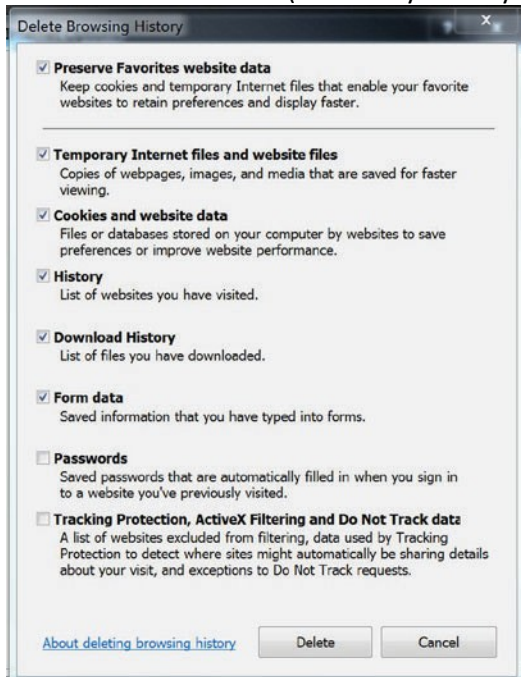 Delete Browsing History
Preserve Favorites website data
Keep cookies and temporary Internet files that enable your favorite
websites to retain preferences and display faster.
Temporary Internet files and website files
Copies of webpages, images, and media that are saved for faster
viewing.
Cookies and website data
Files or databases stored on your computer by websites to save
preferences or improve website performance.
History
List of websites you have visited.
Download History
List of files you have downloaded.
Form data
Saved information that you have typed into forms.
Passwords
Saved passwords that are automatically filled in when you sign in
to a website you've previously visited.
Tracking Protection, ActiveX Filtering and Do Not Track data
A list of websites excluded from filtering, data used by Tracking
Protection to detect where sites might automatically be sharing details
about your visit, and exceptions to Do Not Track requests.
About deleting browsing history Delete Cancel